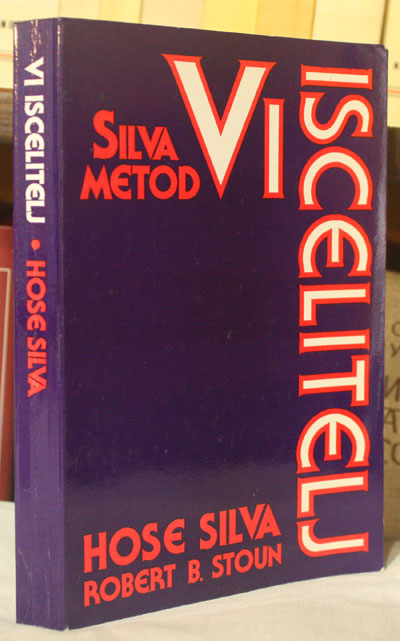 VI ISCELITELJ • HOSE SILVA
VI
ISCELITELJ
SILVA
METOD
HOSE SILVA
ROBERT B. STOUN